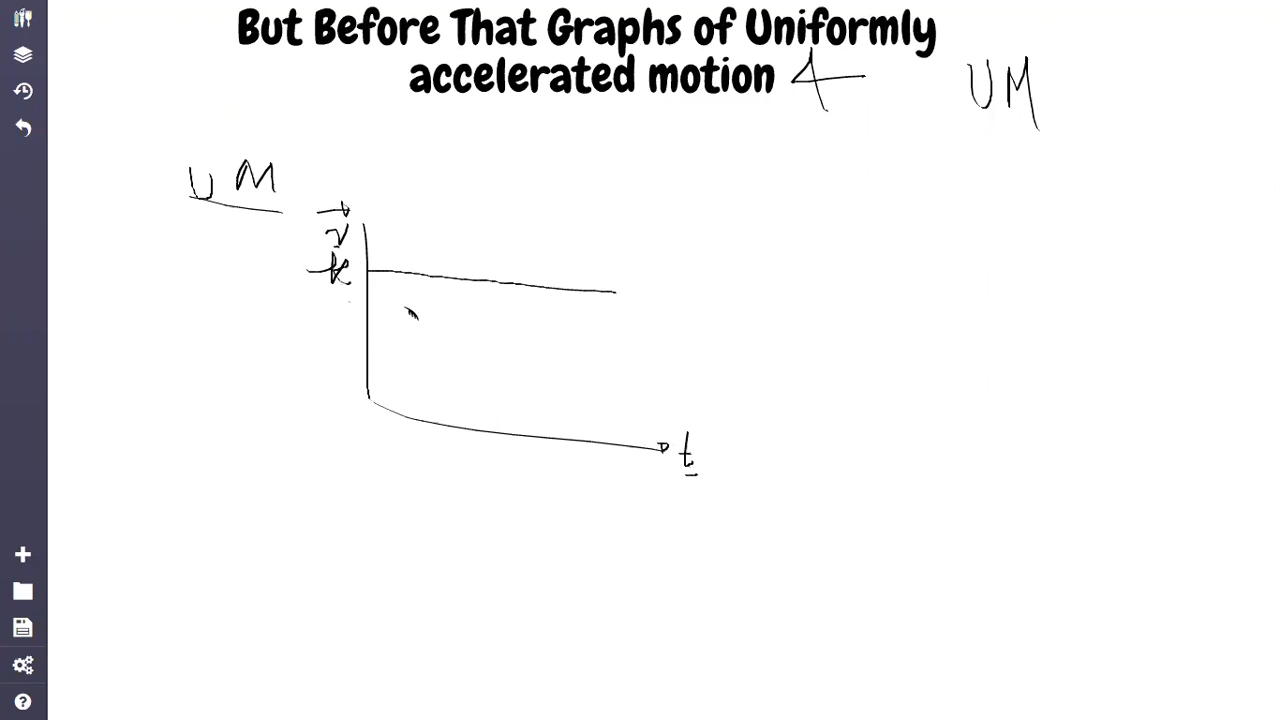 But Before That Graphs of Uniformly
accelerated motion
UM
UM
v
k
t
?